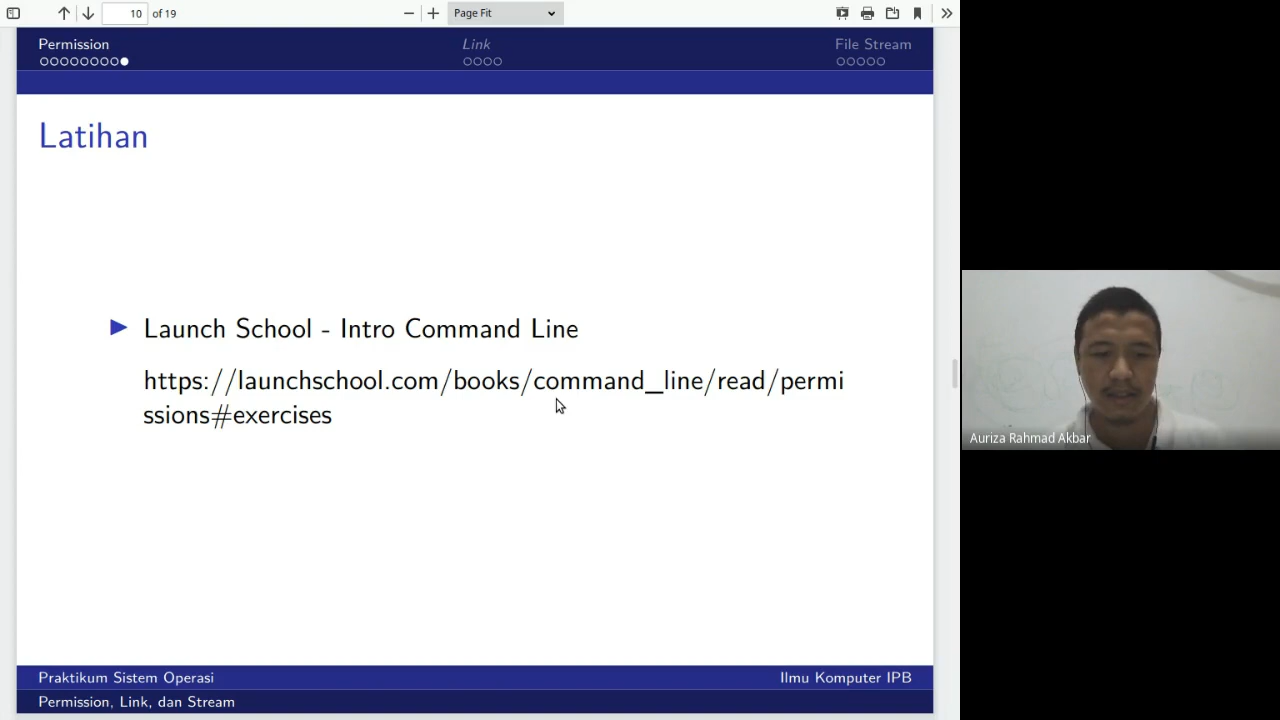 10 of 19
Page Fit
Permission
Link
File Stream
Latihan
Launch School - Intro Command Line
https://launchschool.com/books/command_line/read/permi
ssions#exercises
Auriza Rahmad Akbar
Praktikum Sistem Operasi
Ilmu Komputer IPB
Permission, Link, dan Stream